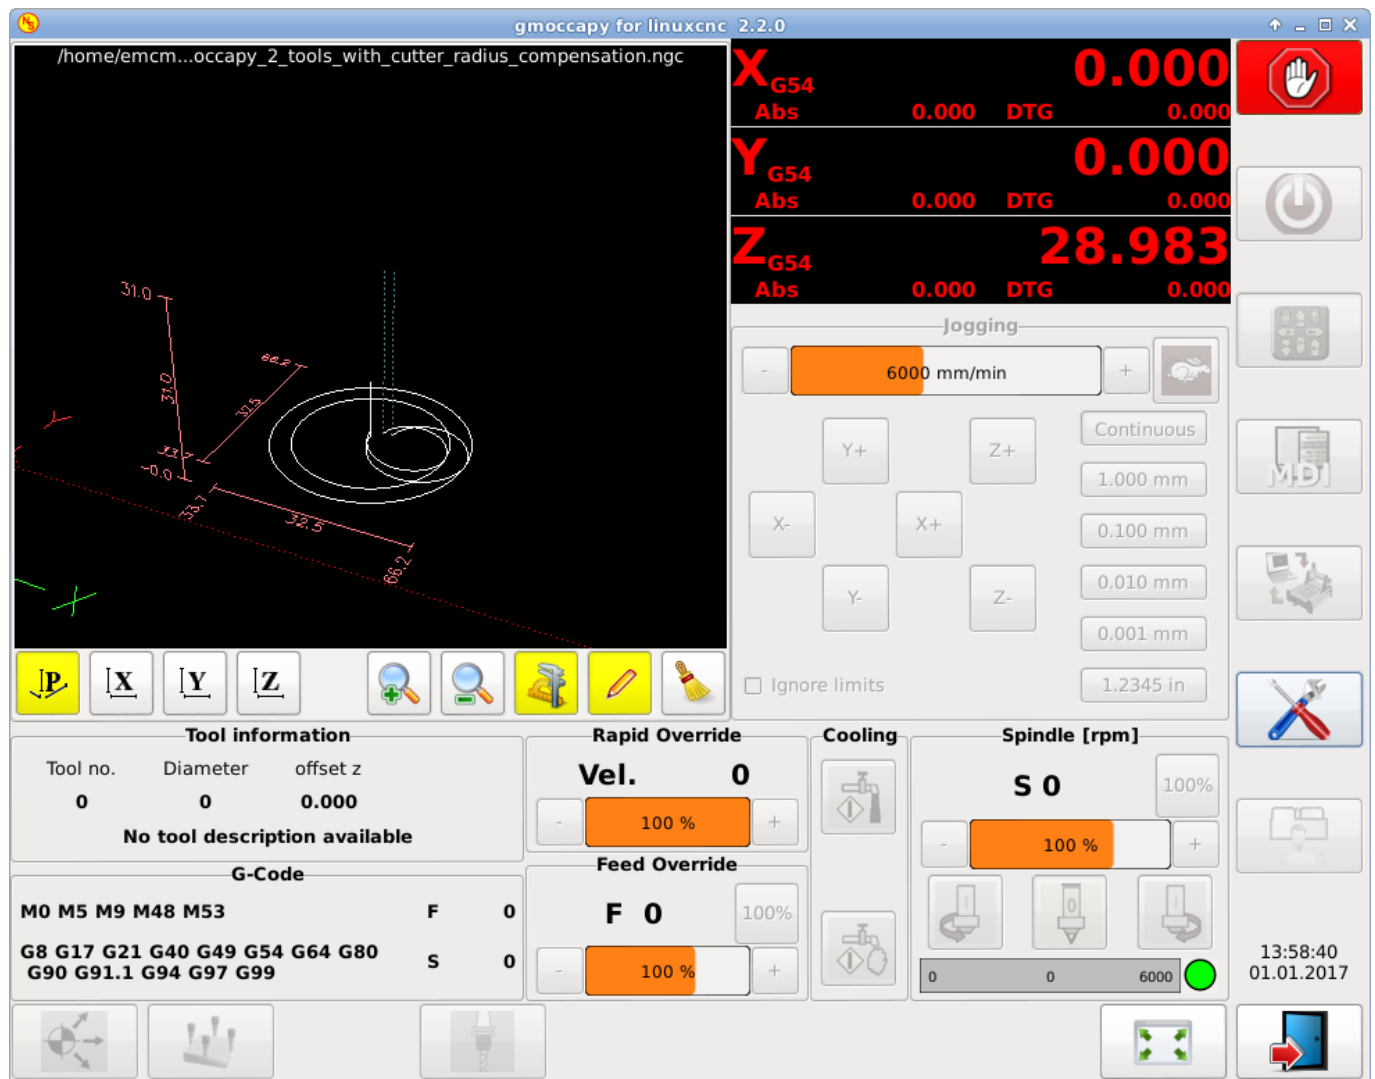 gmoccapy for linuxcnc 2.2.0
/home/emcm...occapy_2_tools_with_cutter_radius_compensation.ngc
X G54 0.000
Abs 0.000 DTG 0.000
Y G54 0.000
Abs 0.000 DTG 0.000
Z G54 28.983
Abs 0.000 DTG 0.000
31.0
66.2
31.0
32.5
33.7
-0.0
33.7
32.5
66.2
Y
X
Jogging
- 6000 mm/min +
Y+ Z+
X- X+
Y- Z-
Continuous
1.000 mm
0.100 mm
0.010 mm
0.001 mm
Ignore limits 1.2345 in
MDI
P X Y Z
Tool information
Tool no. Diameter offset z
0 0 0.000
No tool description available
G-Code
M0 M5 M9 M48 M53 F 0
G8 G17 G21 G40 G49 G54 G64 G80
G90 G91.1 G94 G97 G99
S 0
Rapid Override
Vel. 0
- 100 % +
Feed Override
F 0 100%
- 100 % +
Cooling
Spindle [rpm]
S 0 100%
- 100 % +
I 0 I
0 0 6000
13:58:40
01.01.2017